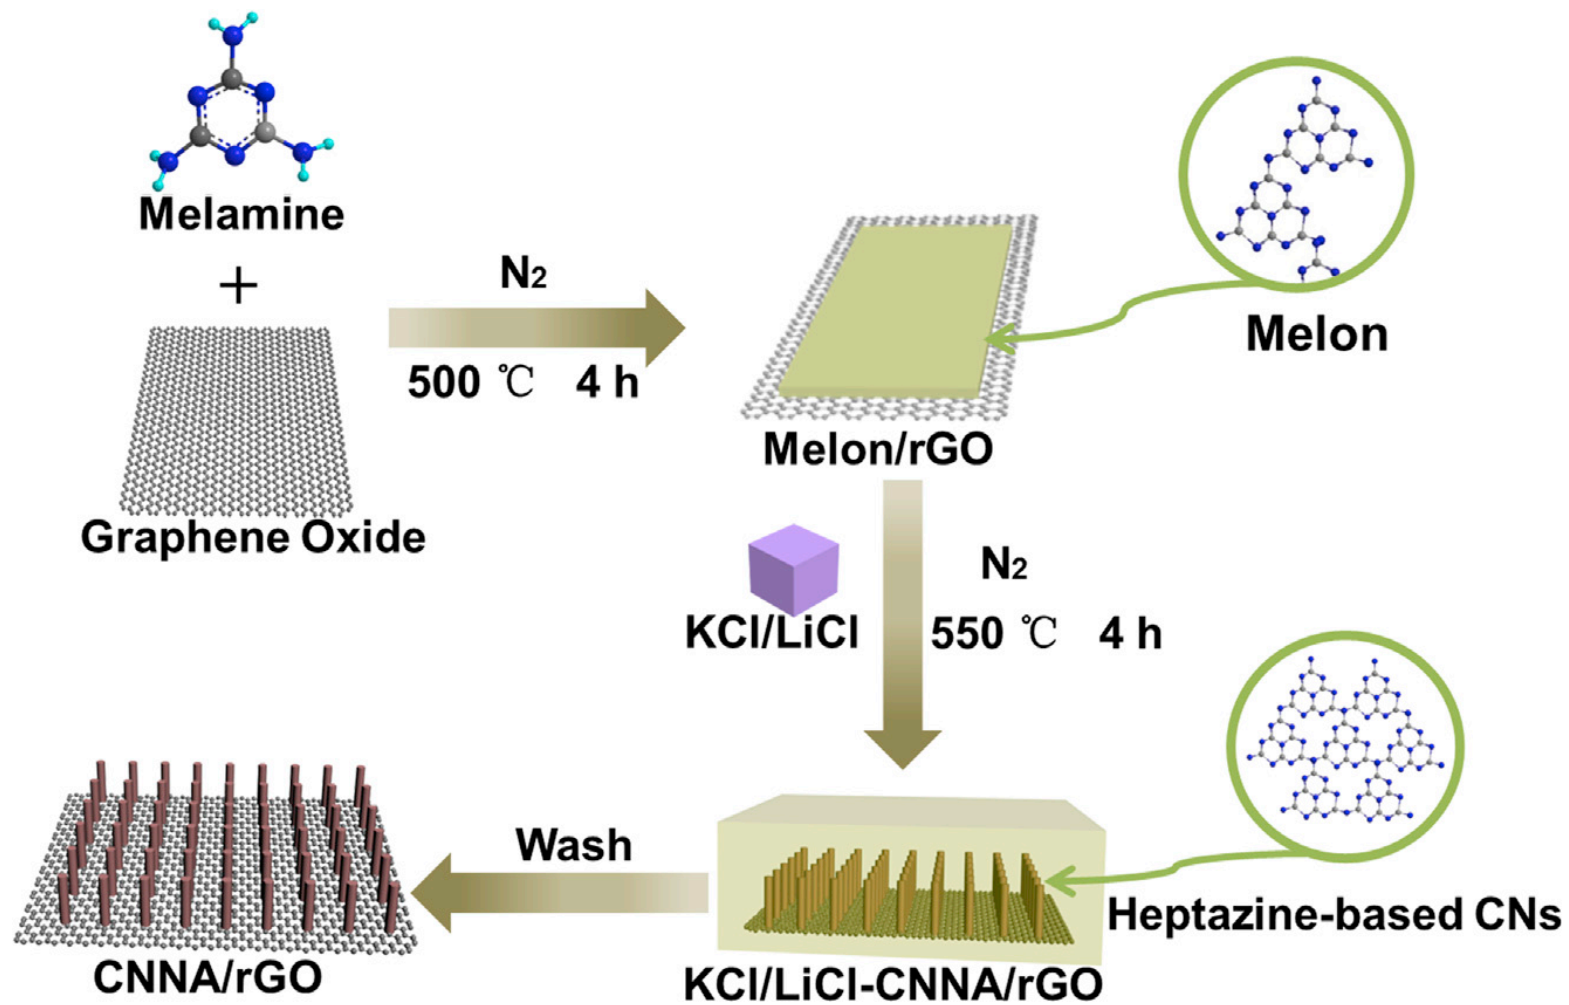 Melamine
+
Graphene Oxide
N2
500 ℃ 4 h
Melon/rGO
Melon
KCl/LiCl
N2
550 ℃ 4 h
Heptazine-based CNs
KCl/LiCl-CNNA/rGO
Wash
CNNA/rGO